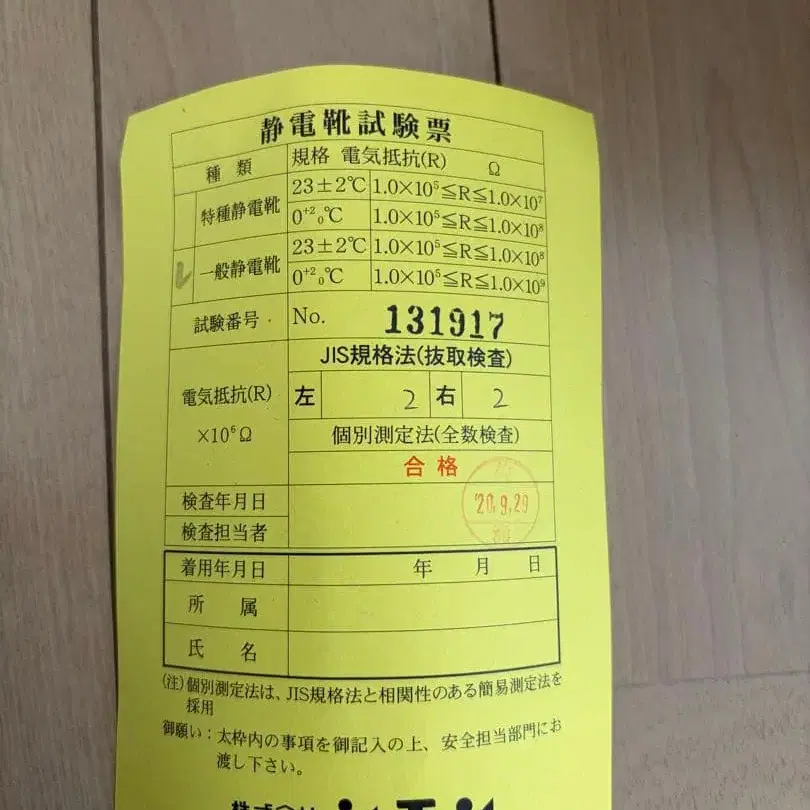 静電靴試験票
種類 規格 電気抵抗(R) Ω
特種静電靴 23±2℃ 1.0×10⁵≦R≦1.0×10⁷
0⁺²₀℃ 1.0×10⁵≦R≦1.0×10⁸
レ 一般静電靴 23±2℃ 1.0×10⁵≦R≦1.0×10⁸
0⁺²₀℃ 1.0×10⁵≦R≦1.0×10⁹
試験番号 No. 131917
JIS規格法(抜取検査)
電気抵抗(R) ×10⁶Ω 左 2 右 2
個別測定法(全数検査)
合格
検査年月日 '20.9.29
検査担当者
着用年月日 年 月 日
所属
氏名
(注)個別測定法は、JIS規格法と相関性のある簡易測定法を
採用
御願い:太枠内の事項を御記入の上、安全担当部門にお
渡し下さい。